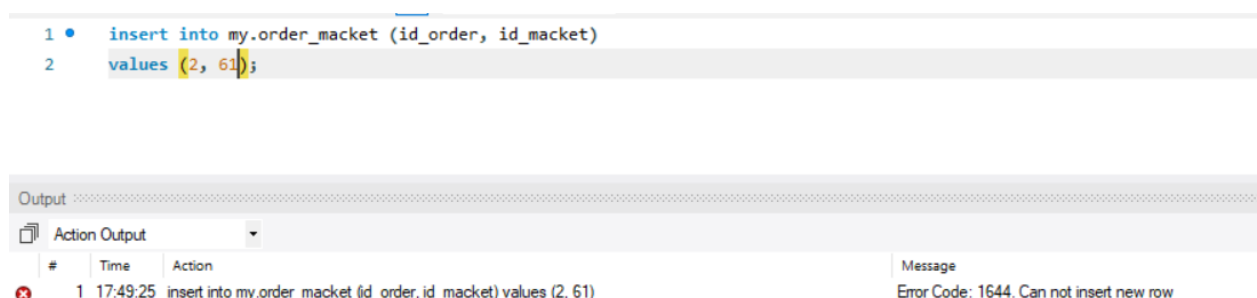 1 insert into my.order_macket (id_order, id_macket)
2 values (2, 61);
Output
Action Output
# Time Action Message
1 17:49:25 insert into my.order_macket (id_order, id_macket) values (2, 61) Error Code: 1644. Can not insert new row